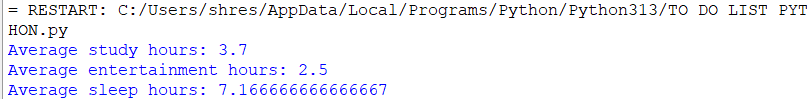 = RESTART: C:/Users/shres/AppData/Local/Programs/Python/Python313/TO DO LIST PYT
HON.py
Average study hours: 3.7
Average entertainment hours: 2.5
Average sleep hours: 7.166666666666667